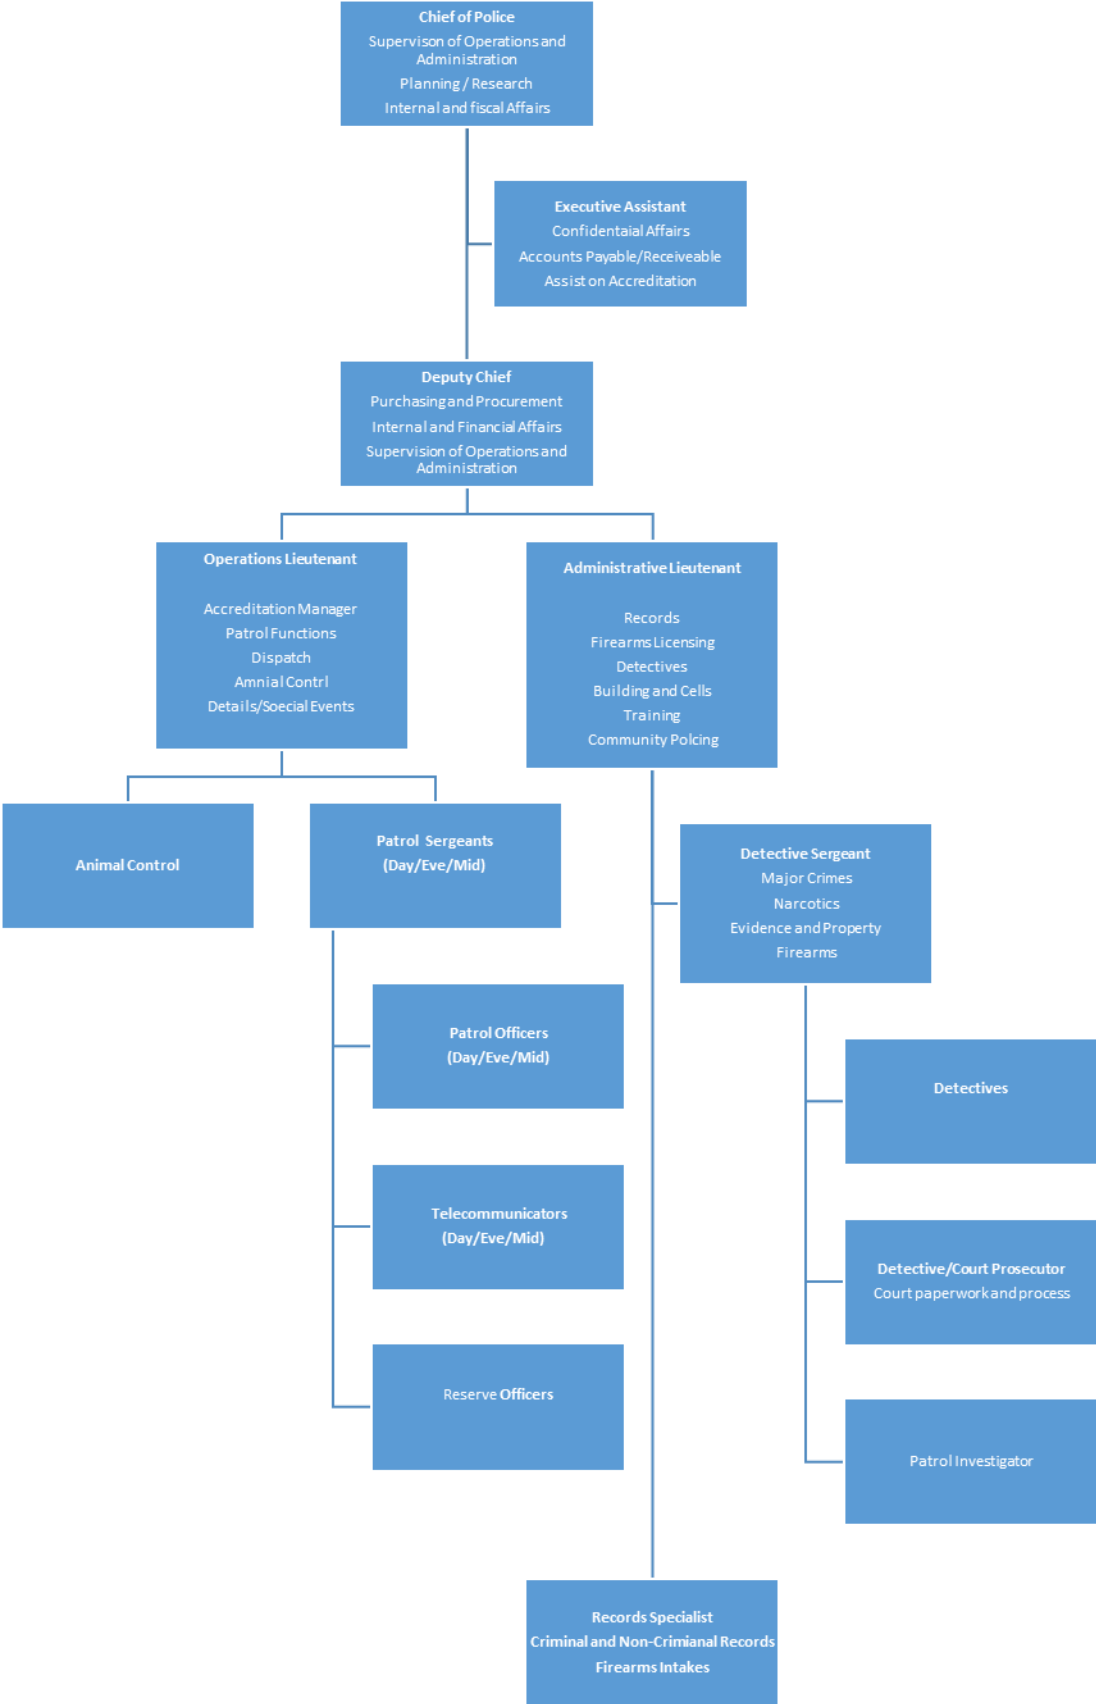 Chief of Police
Supervison of Operations and
Administration
Planning / Research
Internal and fiscal Affairs
Executive Assistant
Confidentaial Affairs
Accounts Payable/Receiveable
Assist on Accreditation
Deputy Chief
Purchasing and Procurement
Internal and Financial Affairs
Supervision of Operations and
Administration
Operations Lieutenant
Accreditation Manager
Patrol Functions
Dispatch
Amnial Contrl
Details/Soecial Events
Administrative Lieutenant
Records
Firearms Licensing
Detectives
Building and Cells
Training
Community Polcing
Animal Control
Patrol Sergeants
(Day/Eve/Mid)
Detective Sergeant
Major Crimes
Narcotics
Evidence and Property
Firearms
Patrol Officers
(Day/Eve/Mid)
Telecommunicators
(Day/Eve/Mid)
Reserve Officers
Detectives
Detective/Court Prosecutor
Court paperwork and process
Patrol Investigator
Records Specialist
Criminal and Non-Crimianal Records
Firearms Intakes